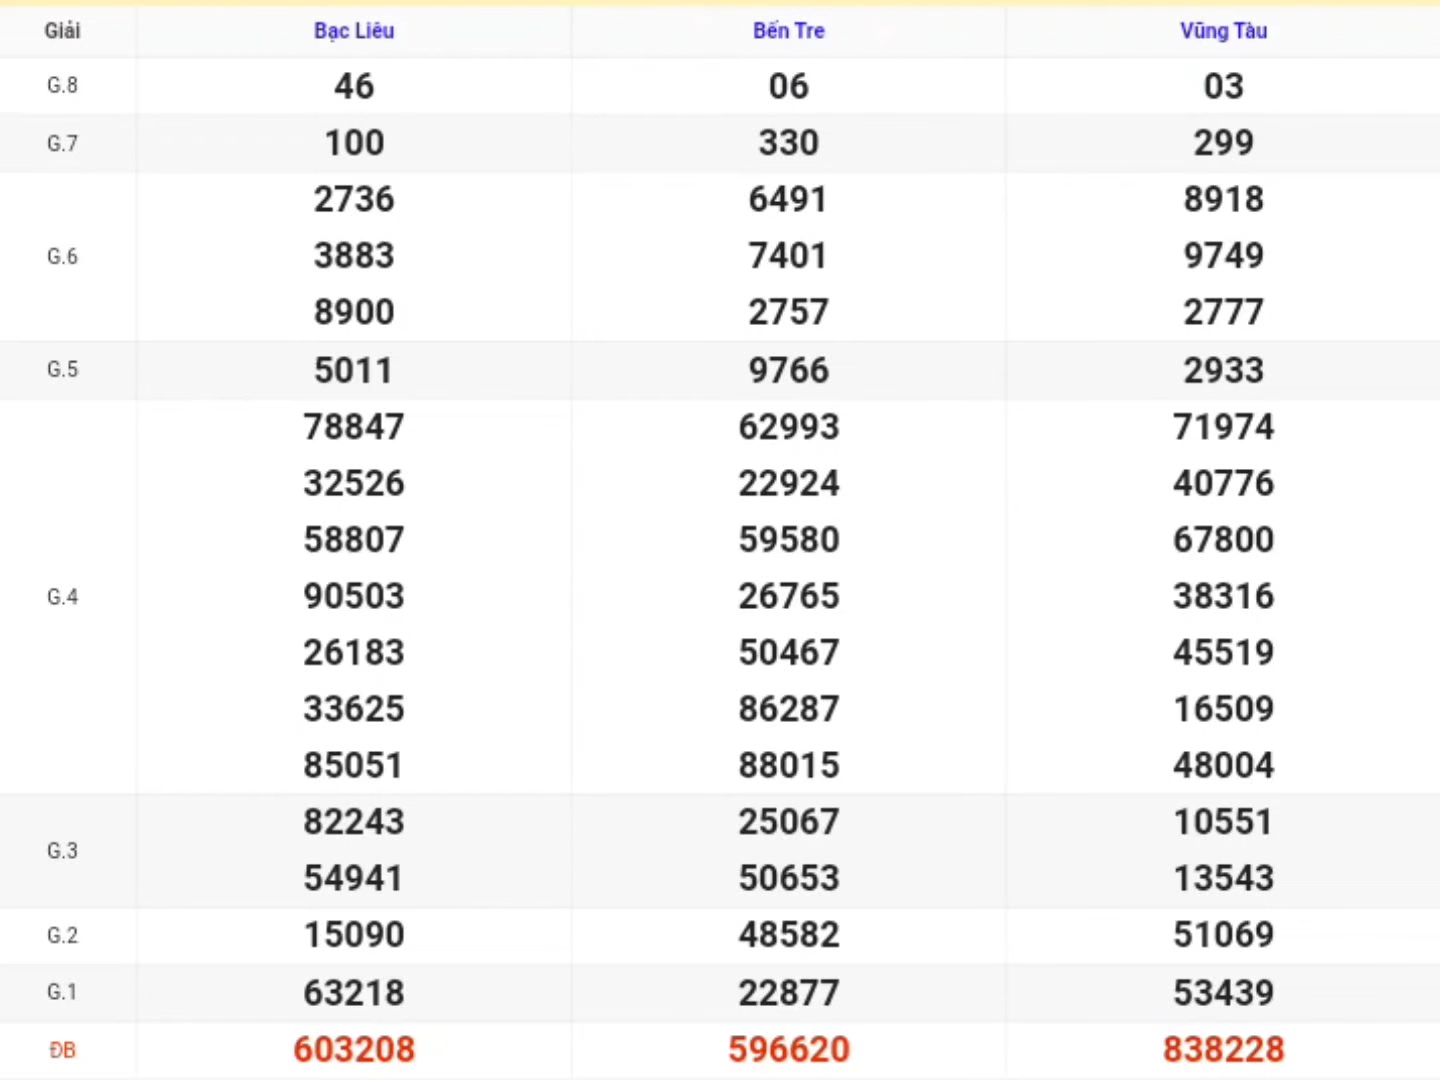 Giải Bạc Liêu Bến Tre Vũng Tàu
G.8 46 06 03
G.7 100 330 299
2736 6491 8918
G.6 3883 7401 9749
8900 2757 2777
G.5 5011 9766 2933
78847 62993 71974
32526 22924 40776
58807 59580 67800
G.4 90503 26765 38316
26183 50467 45519
33625 86287 16509
85051 88015 48004
G.3 82243 25067 10551
54941 50653 13543
G.2 15090 48582 51069
G.1 63218 22877 53439
ĐB 603208 596620 838228